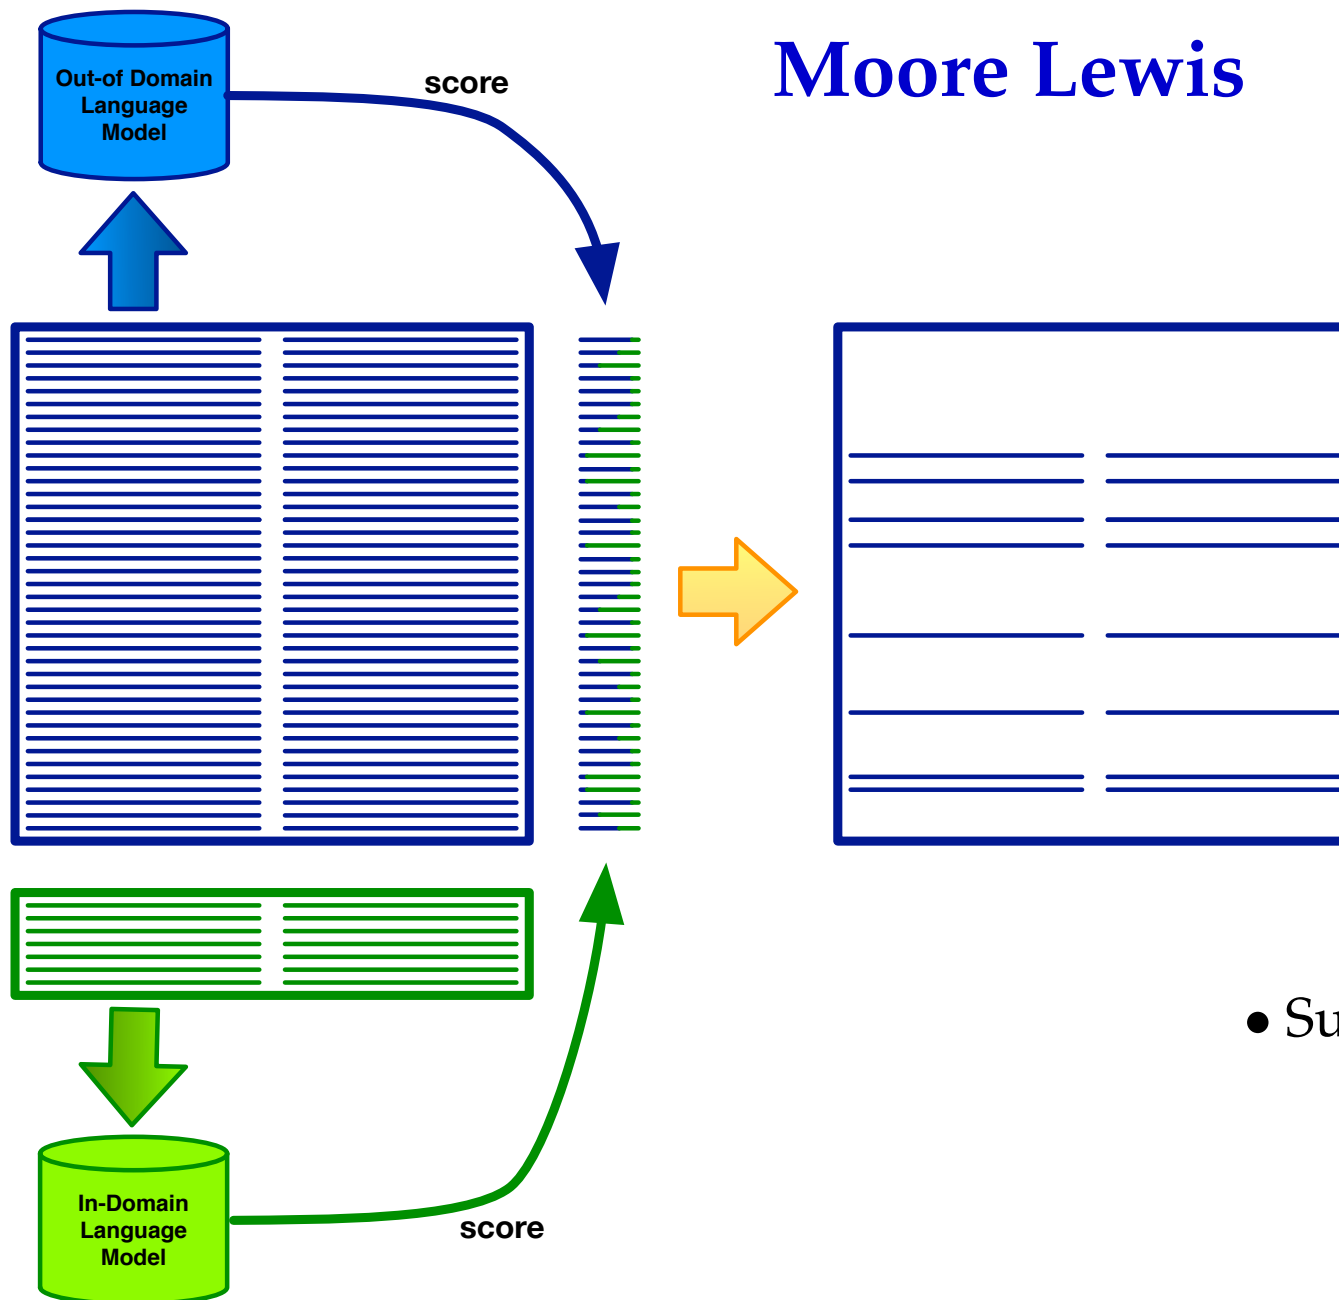 Moore Lewis
Out-of Domain
Language
Model
score
In-Domain
Language
Model
score
•